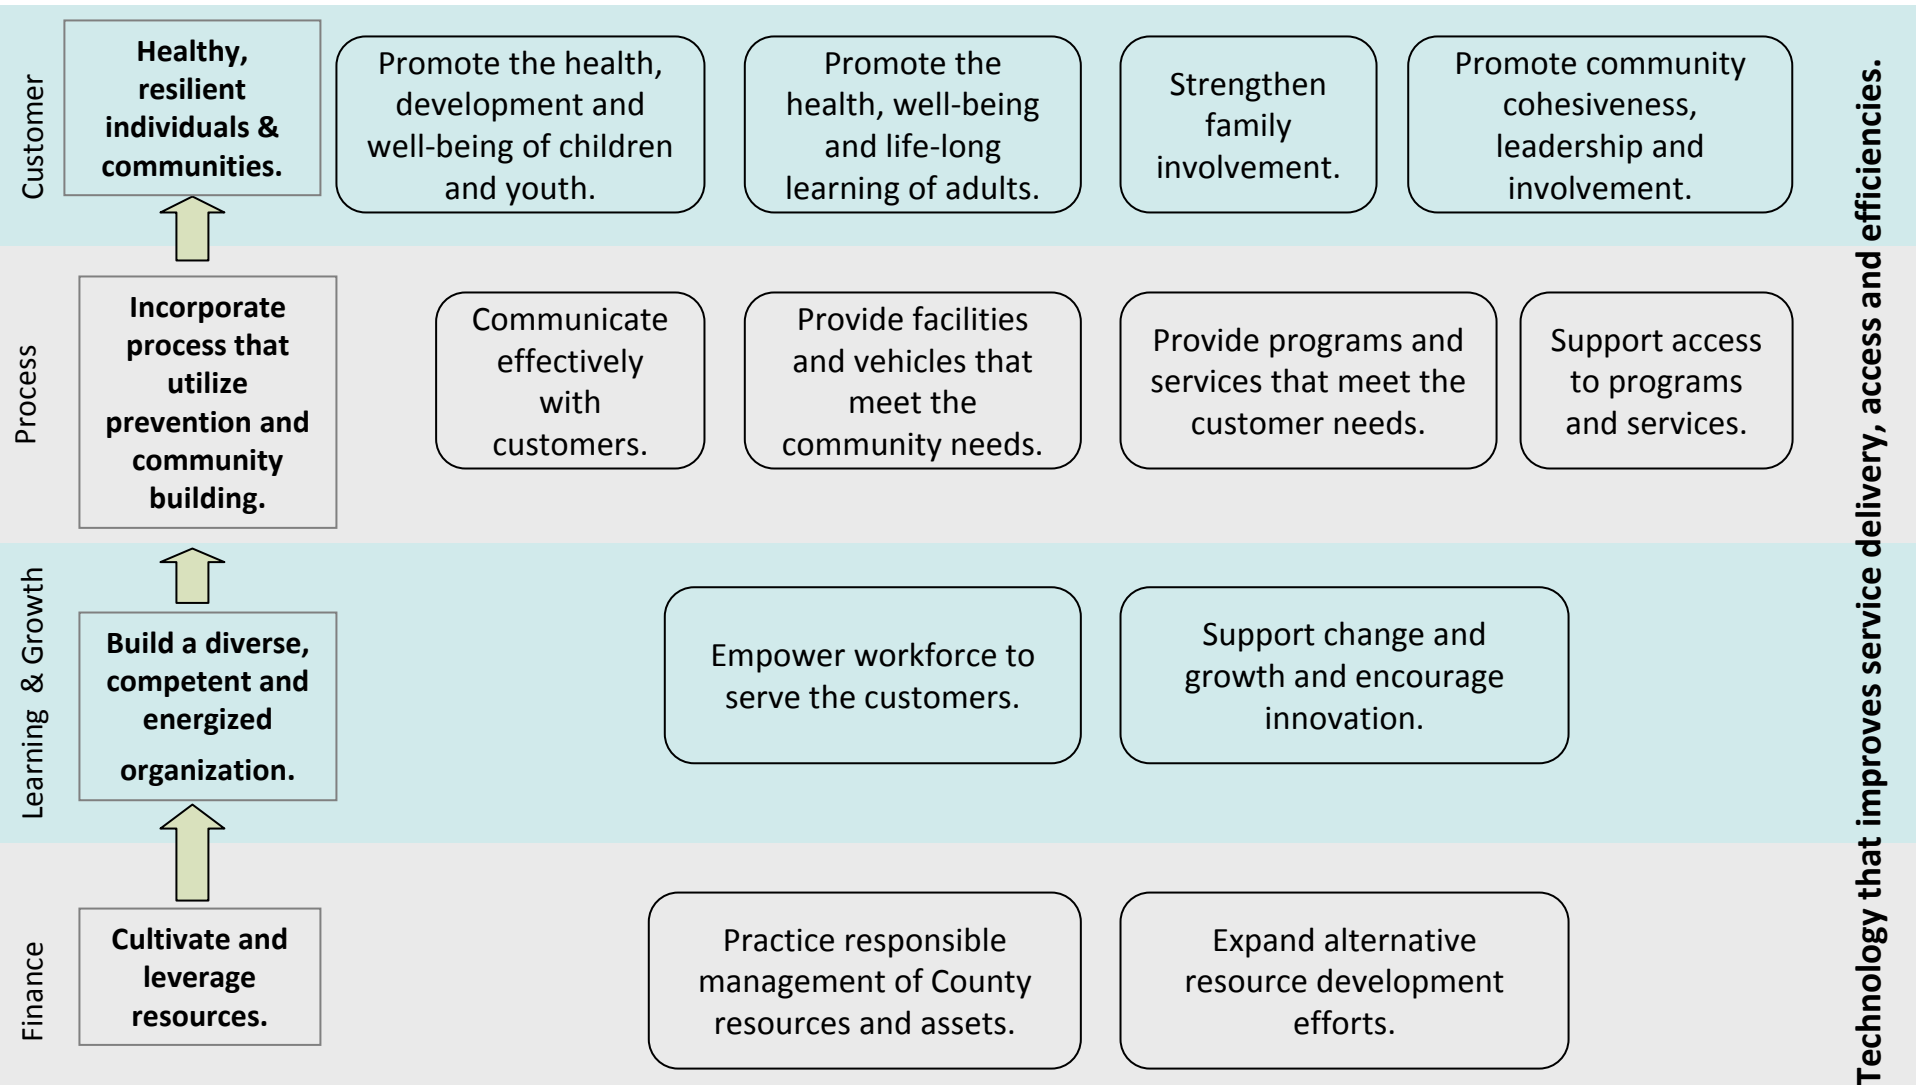 Customer
Healthy,
resilient
individuals &
communities.
Promote the health,
development and
well-being of children
and youth.
Promote the
health, well-being
and life-long
learning of adults.
Strengthen
family
involvement.
Promote community
cohesiveness,
leadership and
involvement.
Process
Incorporate
process that
utilize
prevention and
community
building.
Communicate
effectively
with
customers.
Provide facilities
and vehicles that
meet the
community needs.
Provide programs and
services that meet the
customer needs.
Support access
to programs
and services.
Learning & Growth
Build a diverse,
competent and
energized
organization.
Empower workforce to
serve the customers.
Support change and
growth and encourage
innovation.
Finance
Cultivate and
leverage
resources.
Practice responsible
management of County
resources and assets.
Expand alternative
resource development
efforts.
Technology that improves service delivery, access and efficiencies.